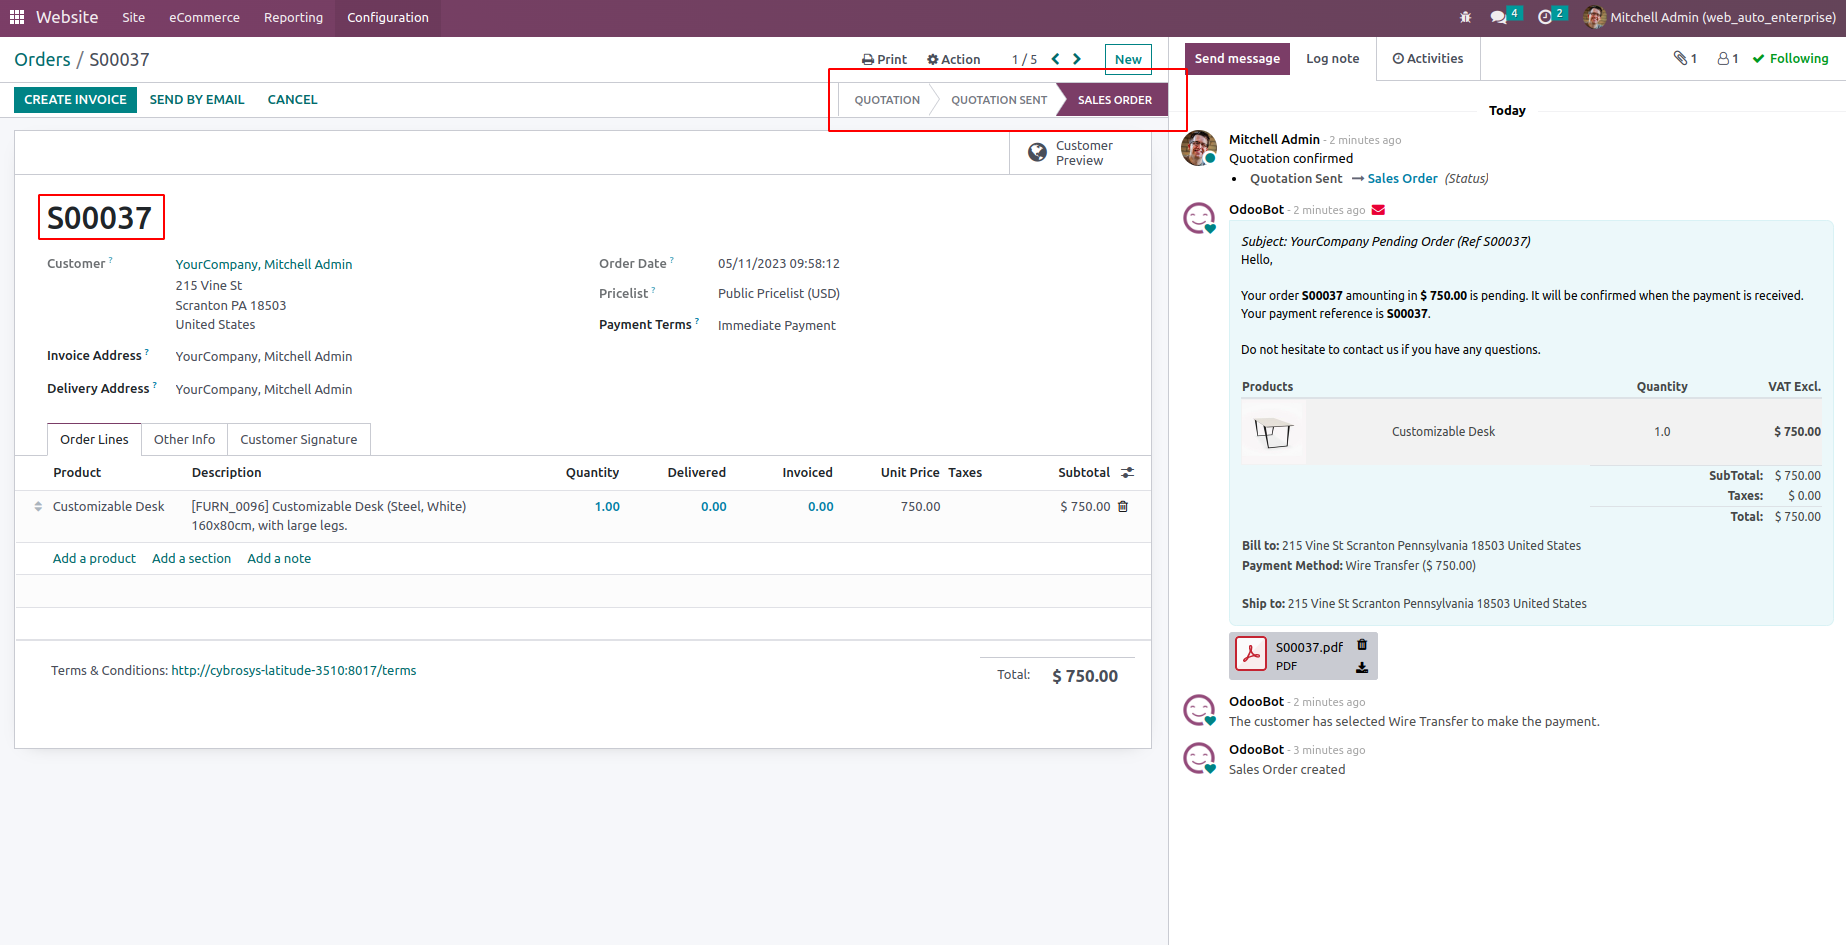 Website Site eCommerce Reporting Configuration 4 2 Mitchell Admin (web_auto_enterprise)
Orders / S00037 Print Action 1 / 5 New
CREATE INVOICE SEND BY EMAIL CANCEL QUOTATION QUOTATION SENT SALES ORDER
Customer
Preview
S00037
Customer ? YourCompany, Mitchell Admin
215 Vine St
Scranton PA 18503
United States
Order Date ? 05/11/2023 09:58:12
Pricelist ? Public Pricelist (USD)
Payment Terms ? Immediate Payment
Invoice Address ? YourCompany, Mitchell Admin
Delivery Address ? YourCompany, Mitchell Admin
Order Lines Other Info Customer Signature
Product Description Quantity Delivered Invoiced Unit Price Taxes Subtotal
Customizable Desk [FURN_0096] Customizable Desk (Steel, White) 1.00 0.00 0.00 750.00 $ 750.00
160x80cm, with large legs.
Add a product Add a section Add a note
Terms & Conditions: http://cybrosys-latitude-3510:8017/terms
Total: $ 750.00
Send message Log note Activities 1 1 Following
Today
Mitchell Admin - 2 minutes ago
Quotation confirmed
• Quotation Sent → Sales Order (Status)
OdooBot - 2 minutes ago
Subject: YourCompany Pending Order (Ref S00037)
Hello,
Your order S00037 amounting in $ 750.00 is pending. It will be confirmed when the payment is received.
Your payment reference is S00037.
Do not hesitate to contact us if you have any questions.
Products Quantity VAT Excl.
Customizable Desk 1.0 $ 750.00
SubTotal: $ 750.00
Taxes: $ 0.00
Total: $ 750.00
Bill to: 215 Vine St Scranton Pennsylvania 18503 United States
Payment Method: Wire Transfer ($ 750.00)
Ship to: 215 Vine St Scranton Pennsylvania 18503 United States
S00037.pdf
PDF
OdooBot - 2 minutes ago
The customer has selected Wire Transfer to make the payment.
OdooBot - 3 minutes ago
Sales Order created